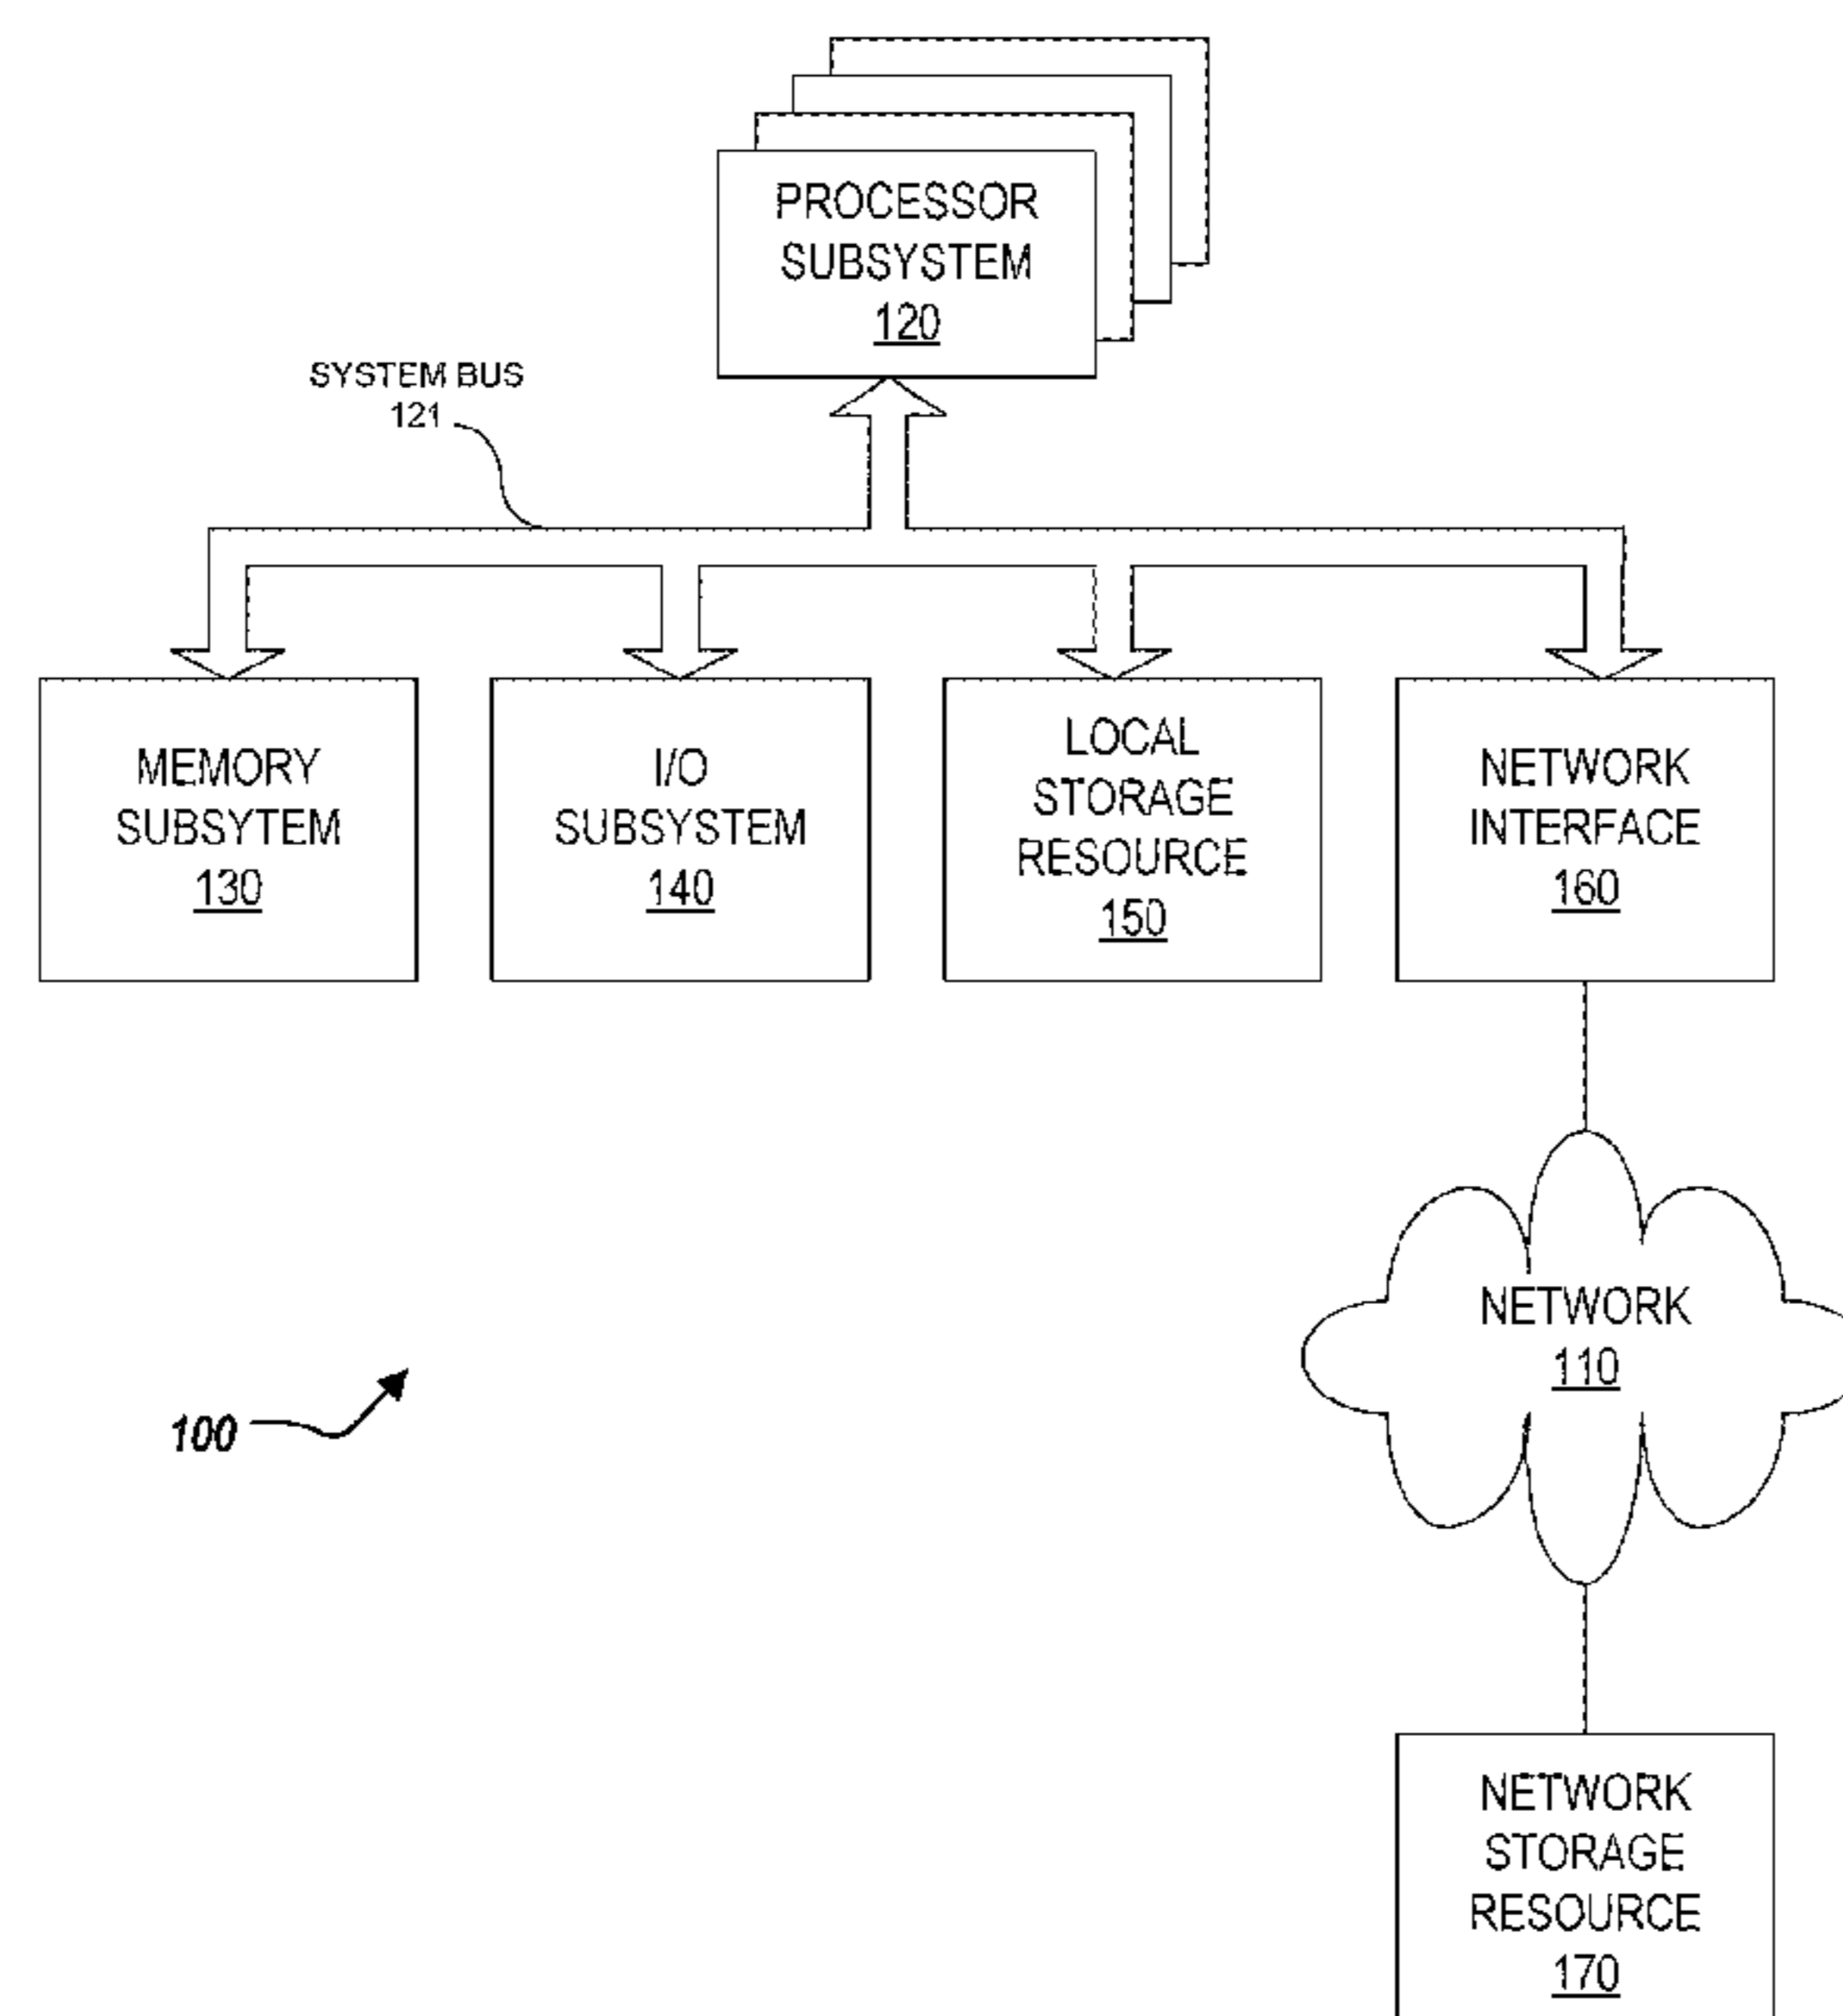 PROCESSOR
SUBSYSTEM
120
SYSTEM BUS
121
MEMORY
SUBSYTEM
130
I/O
SUBSYSTEM
140
LOCAL
STORAGE
RESOURCE
150
NETWORK
INTERFACE
160
NETWORK
110
100
NETWORK
STORAGE
RESOURCE
170